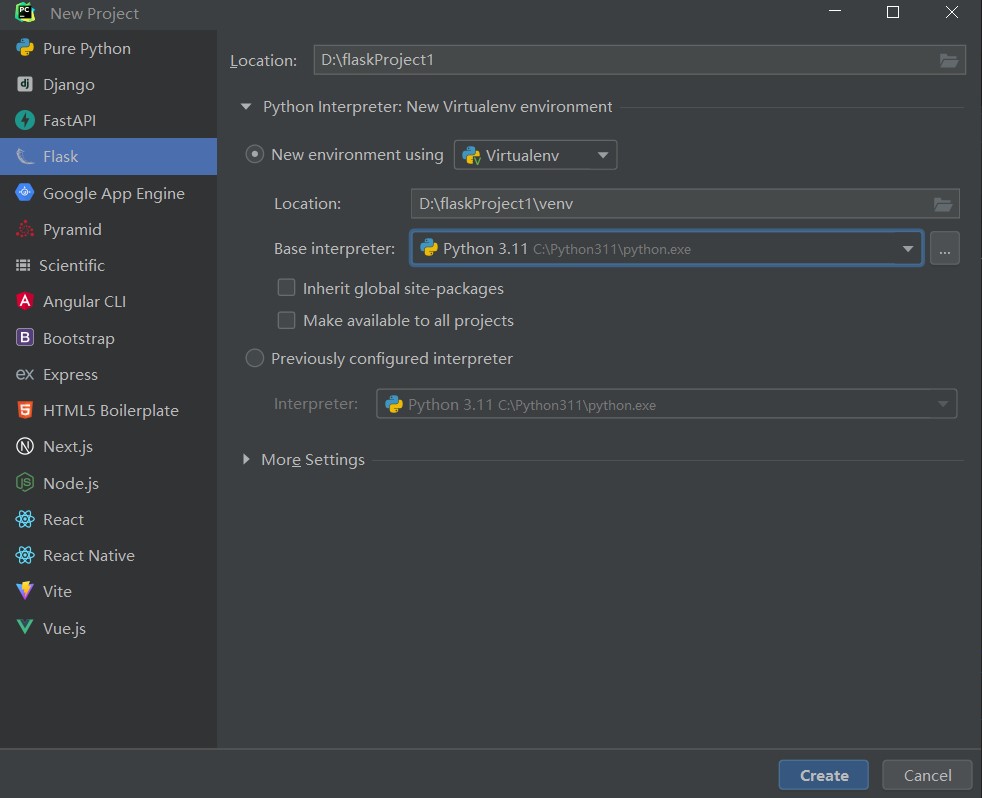 New Project
Pure Python
Django
FastAPI
Flask
Google App Engine
Pyramid
Scientific
Angular CLI
Bootstrap
Express
HTML5 Boilerplate
Next.js
Node.js
React
React Native
Vite
Vue.js
Location: D:\flaskProject1
Python Interpreter: New Virtualenv environment
New environment using Virtualenv
Location: D:\flaskProject1\venv
Base interpreter: Python 3.11 C:\Python311\python.exe ...
Inherit global site-packages
Make available to all projects
Previously configured interpreter
Interpreter: Python 3.11 C:\Python311\python.exe
More Settings
Create Cancel